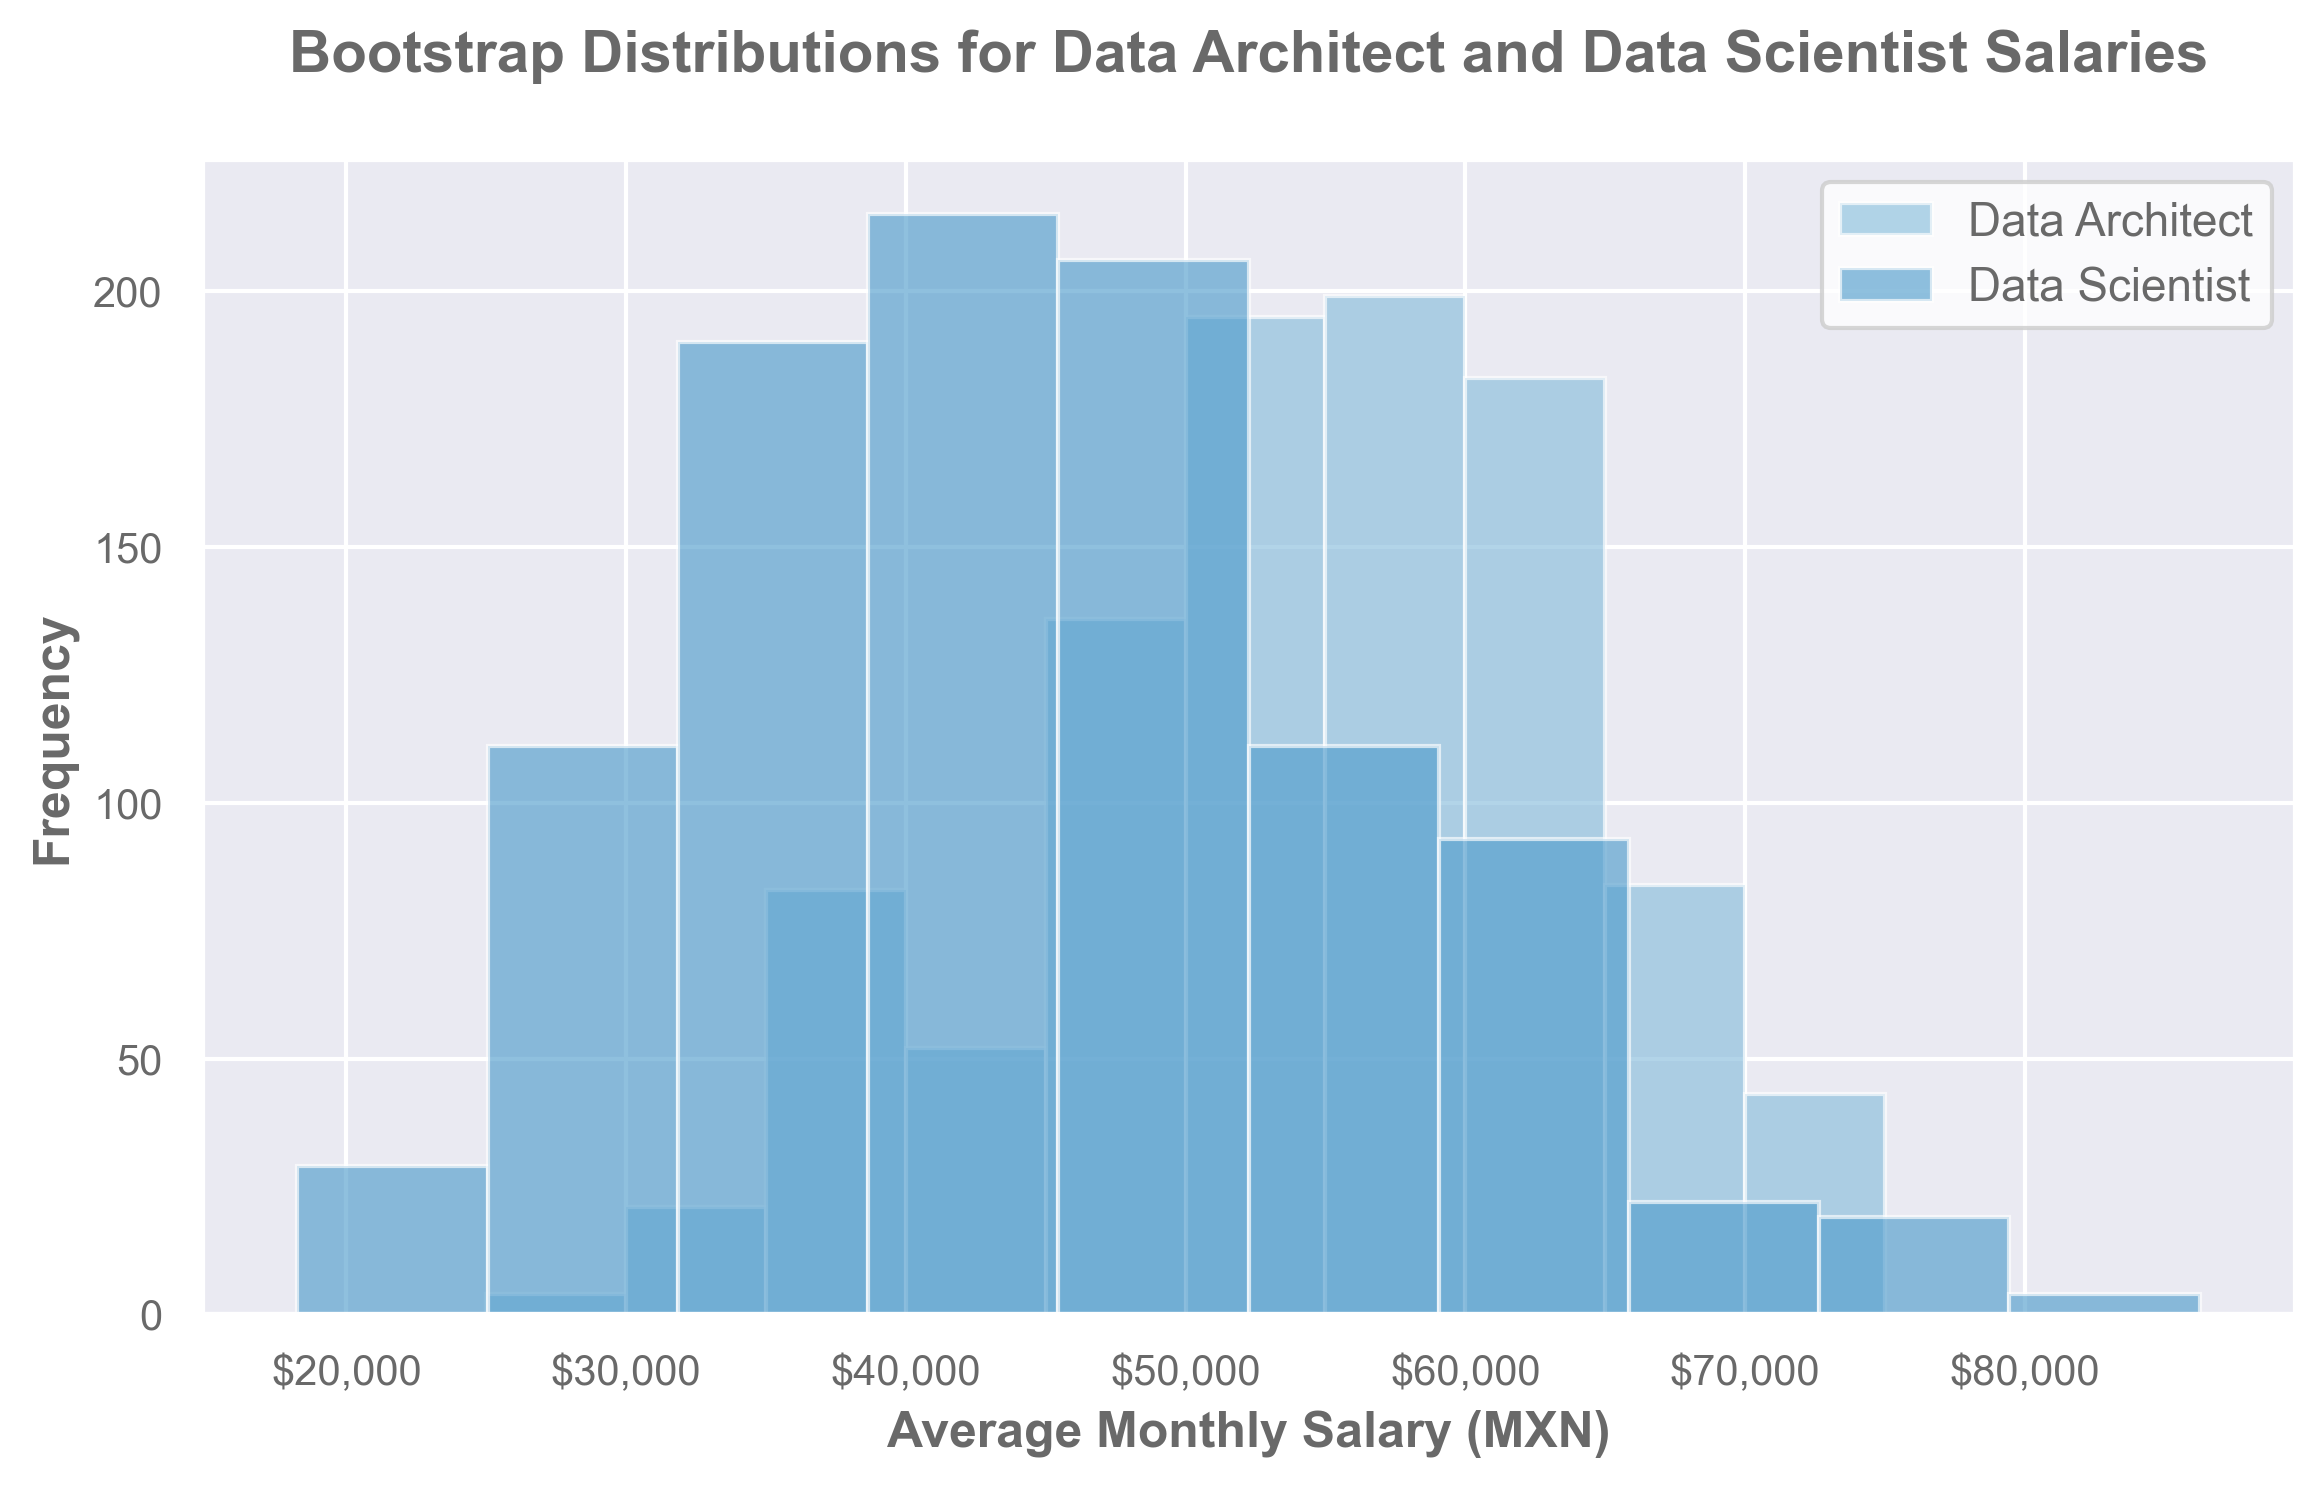 Bootstrap Distributions for Data Architect and Data Scientist Salaries
Data Architect
Data Scientist
Frequency
200
150
100
50
0
$20,000 $30,000 $40,000 $50,000 $60,000 $70,000 $80,000
Average Monthly Salary (MXN)